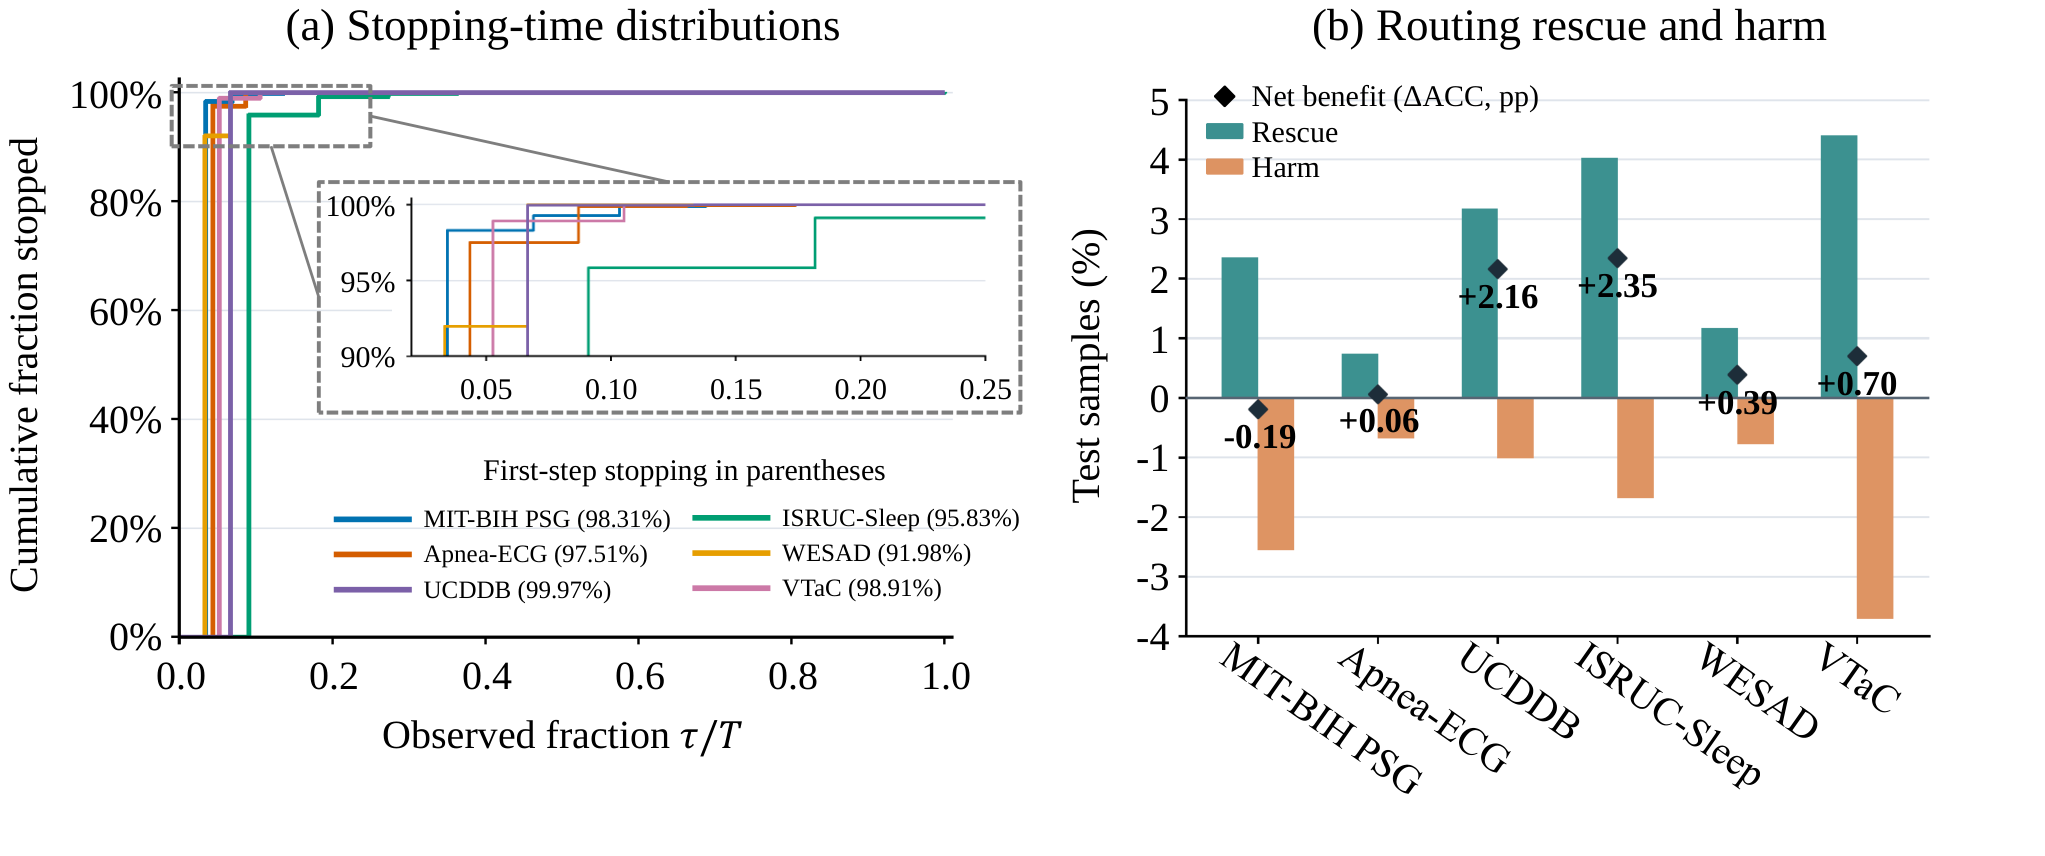 (a) Stopping-time distributions
Cumulative fraction stopped
100%
80%
60%
40%
20%
0%
0.0 0.2 0.4 0.6 0.8 1.0
Observed fraction τ/T
100%
95%
90%
0.05 0.10 0.15 0.20 0.25
First-step stopping in parentheses
MIT-BIH PSG (98.31%)
Apnea-ECG (97.51%)
UCDDB (99.97%)
ISRUC-Sleep (95.83%)
WESAD (91.98%)
VTaC (98.91%)
(b) Routing rescue and harm
Test samples (%)
5
4
3
2
1
0
-1
-2
-3
-4
Net benefit (ΔACC, pp)
Rescue
Harm
-0.19
+0.06
+2.16
+2.35
+0.39
+0.70
MIT-BIH PSG
Apnea-ECG
UCDDB
ISRUC-Sleep
WESAD
VTaC